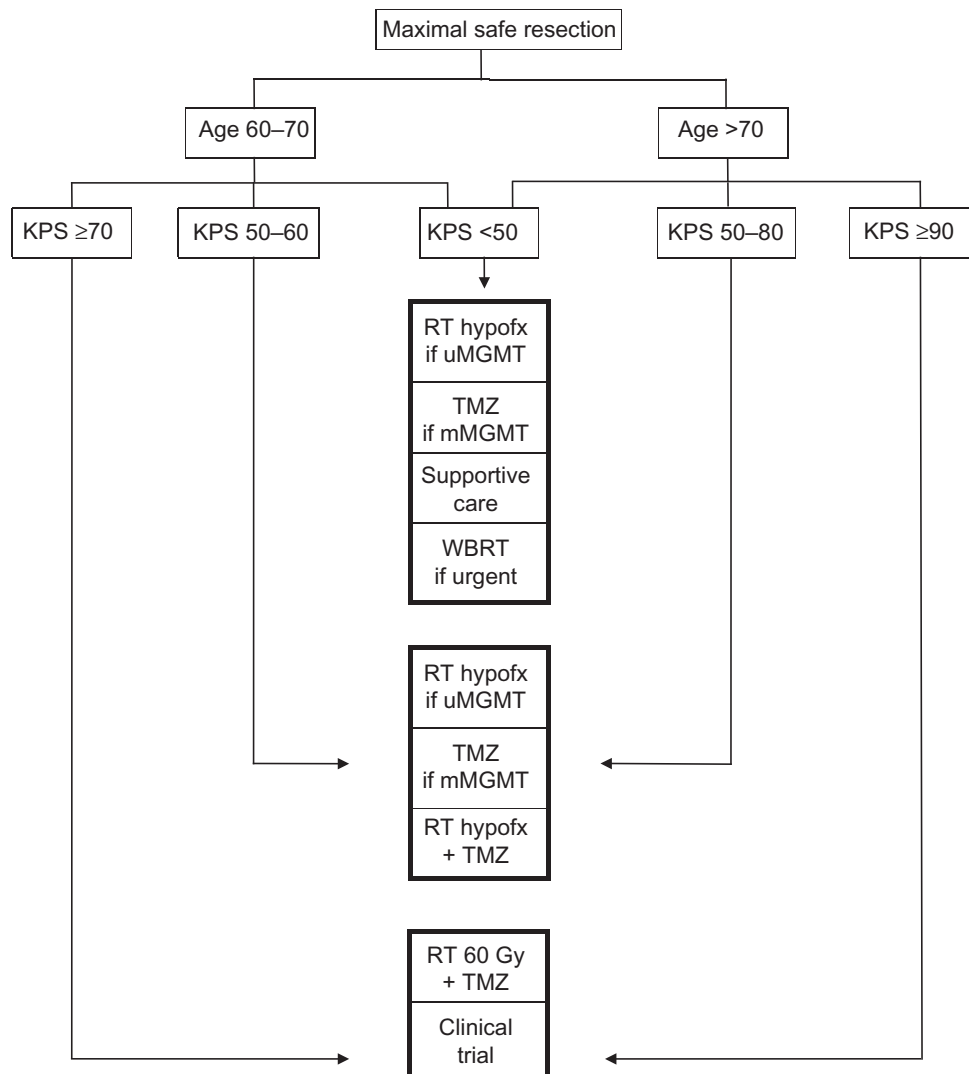 Maximal safe resection
Age 60–70
Age >70
KPS ≥70
KPS 50–60
KPS <50
KPS 50–80
KPS ≥90
RT hypofx
if uMGMT
TMZ
if mMGMT
Supportive
care
WBRT
if urgent
RT hypofx
if uMGMT
TMZ
if mMGMT
RT hypofx
+ TMZ
RT 60 Gy
+ TMZ
Clinical
trial